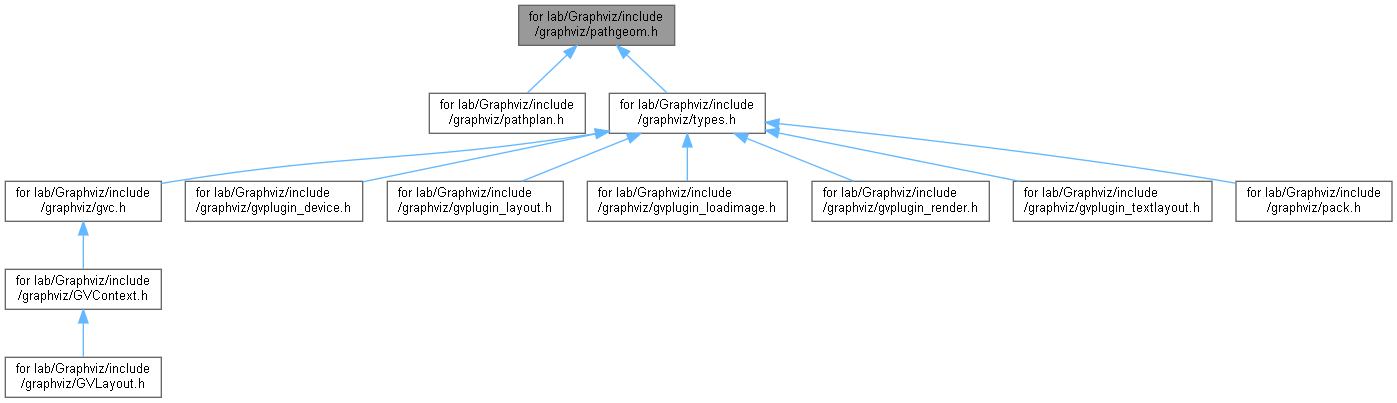 for lab/Graphviz/include
/graphviz/pathgeom.h
for lab/Graphviz/include
/graphviz/pathplan.h
for lab/Graphviz/include
/graphviz/types.h
for lab/Graphviz/include
/graphviz/gvc.h
for lab/Graphviz/include
/graphviz/gvplugin_device.h
for lab/Graphviz/include
/graphviz/gvplugin_layout.h
for lab/Graphviz/include
/graphviz/gvplugin_loadimage.h
for lab/Graphviz/include
/graphviz/gvplugin_render.h
for lab/Graphviz/include
/graphviz/gvplugin_textlayout.h
for lab/Graphviz/include
/graphviz/pack.h
for lab/Graphviz/include
/graphviz/GVContext.h
for lab/Graphviz/include
/graphviz/GVLayout.h